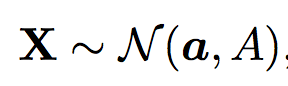 X ∼ 𝒩(a, A),